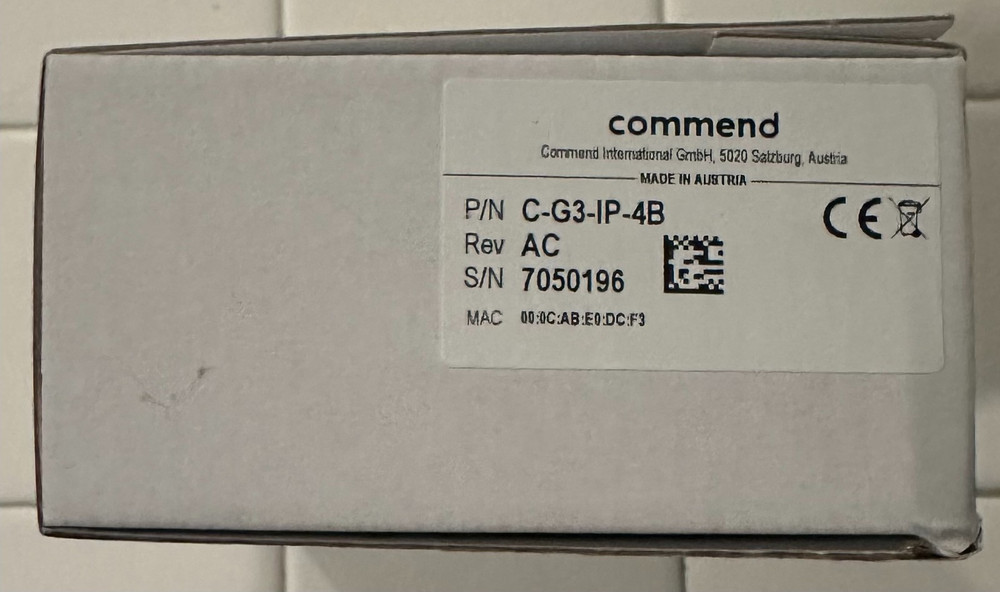 commend
Commend International GmbH, 5020 Salzburg, Austria
MADE IN AUSTRIA
P/N C-G3-IP-4B
Rev AC
S/N 7050196
MAC 00:0C:AB:E0:DC:F3
CE